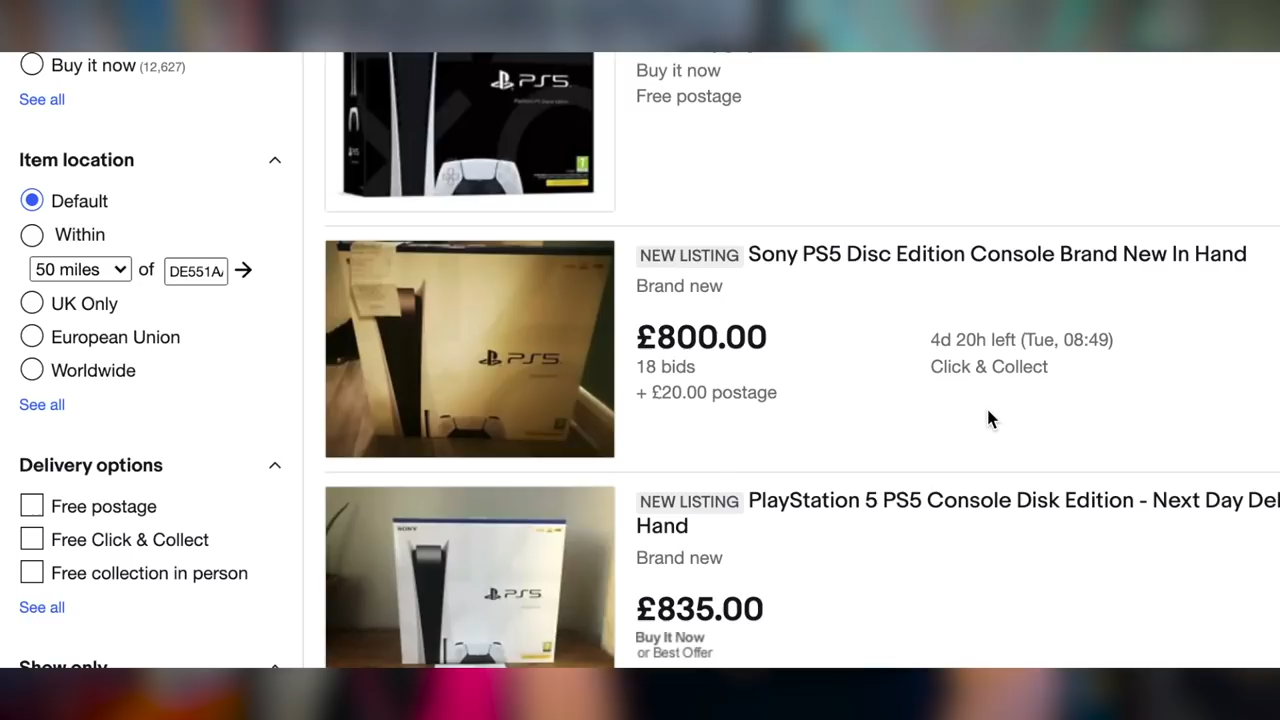 Buy it now (12,627)
See all
Item location
Default
Within
50 miles of DE551A
UK Only
European Union
Worldwide
See all
Delivery options
Free postage
Free Click & Collect
Free collection in person
See all
Show only
PS5
Buy it now
Free postage
PS5
NEW LISTING Sony PS5 Disc Edition Console Brand New In Hand
Brand new
£800.00
18 bids
+ £20.00 postage
4d 20h left (Tue, 08:49)
Click & Collect
SONY
PS5
NEW LISTING PlayStation 5 PS5 Console Disk Edition - Next Day Del
Hand
Brand new
£835.00
Buy It Now
or Best Offer